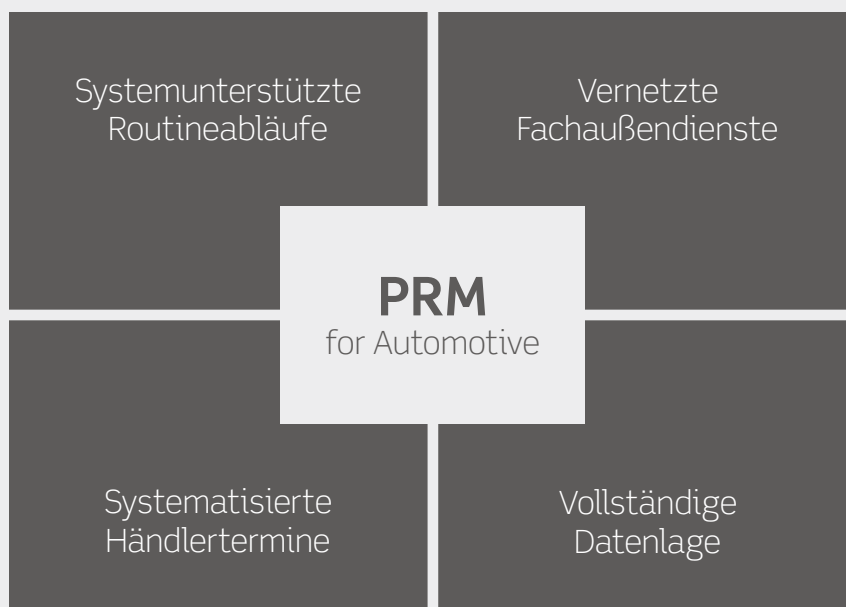 Systemunterstützte
Routineabläufe
Vernetzte
Fachaußendienste
PRM
for Automotive
Systematisierte
Händlertermine
Vollständige
Datenlage